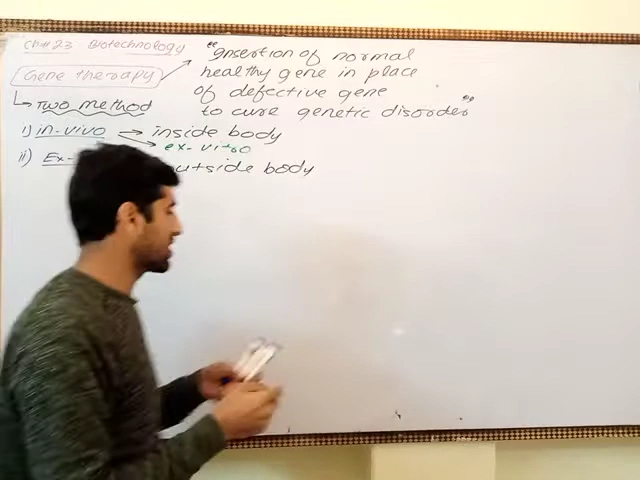 Ch# 23 Biotechnology
Gene therapy → "Insertion of normal
healthy gene in place
of defective gene
to cure genetic disorder"
Two method
i) in-vivo → inside body
→ ex-vitro
ii) Ex- outside body